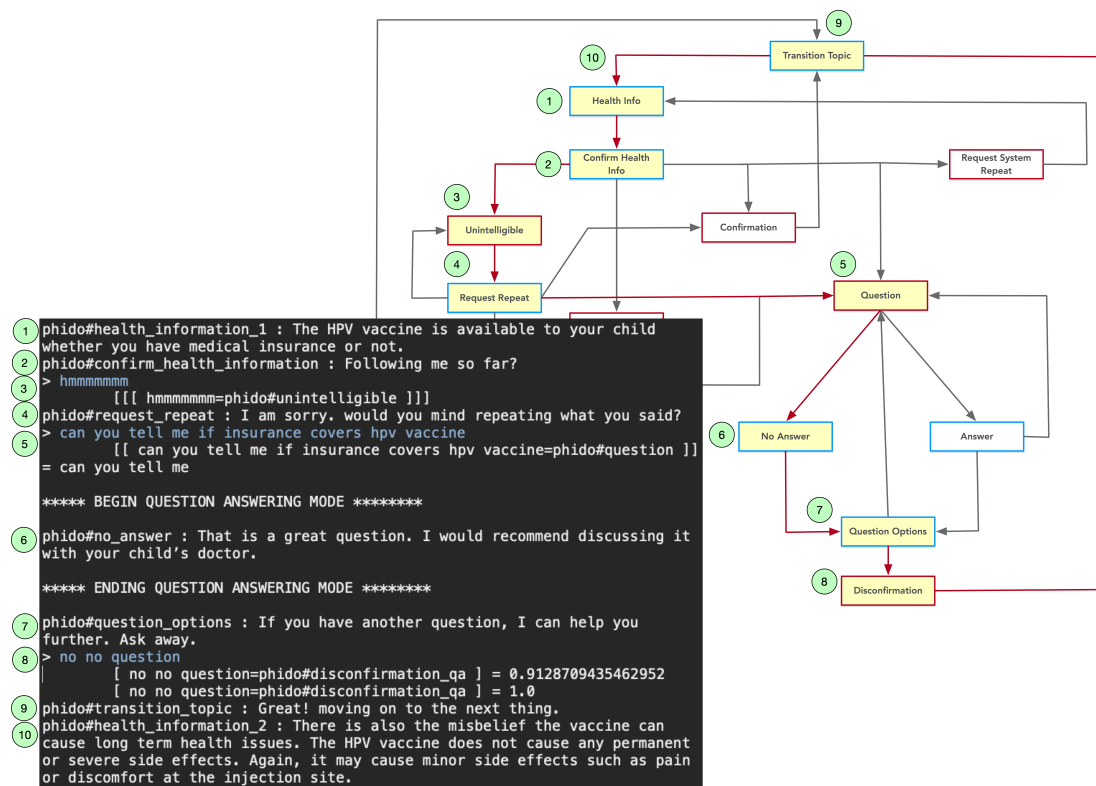 9
Transition Topic
10
1
Health Info
2
Confirm Health
Info
Request System
Repeat
3
Unintelligible
Confirmation
4
5
Request Repeat
Question
6
No Answer
Answer
7
Question Options
8
Disconfirmation
1
phido#health_information_1 : The HPV vaccine is available to your child
whether you have medical insurance or not.
2
phido#confirm_health_information : Following me so far?
3
> hmmmmmmm
[[[ hmmmmmmm=phido#unintelligible ]]]
4
phido#request_repeat : I am sorry. would you mind repeating what you said?
5
> can you tell me if insurance covers hpv vaccine
[[ can you tell me if insurance covers hpv vaccine=phido#question ]]
= can you tell me
***** BEGIN QUESTION ANSWERING MODE ********
6
phido#no_answer : That is a great question. I would recommend discussing it
with your child's doctor.
***** ENDING QUESTION ANSWERING MODE ********
7
phido#question_options : If you have another question, I can help you
further. Ask away.
8
> no no question
[ no no question=phido#disconfirmation_qa ] = 0.9128709435462952
[ no no question=phido#disconfirmation_qa ] = 1.0
9
phido#transition_topic : Great! moving on to the next thing.
10
phido#health_information_2 : There is also the misbelief the vaccine can
cause long term health issues. The HPV vaccine does not cause any permanent
or severe side effects. Again, it may cause minor side effects such as pain
or discomfort at the injection site.